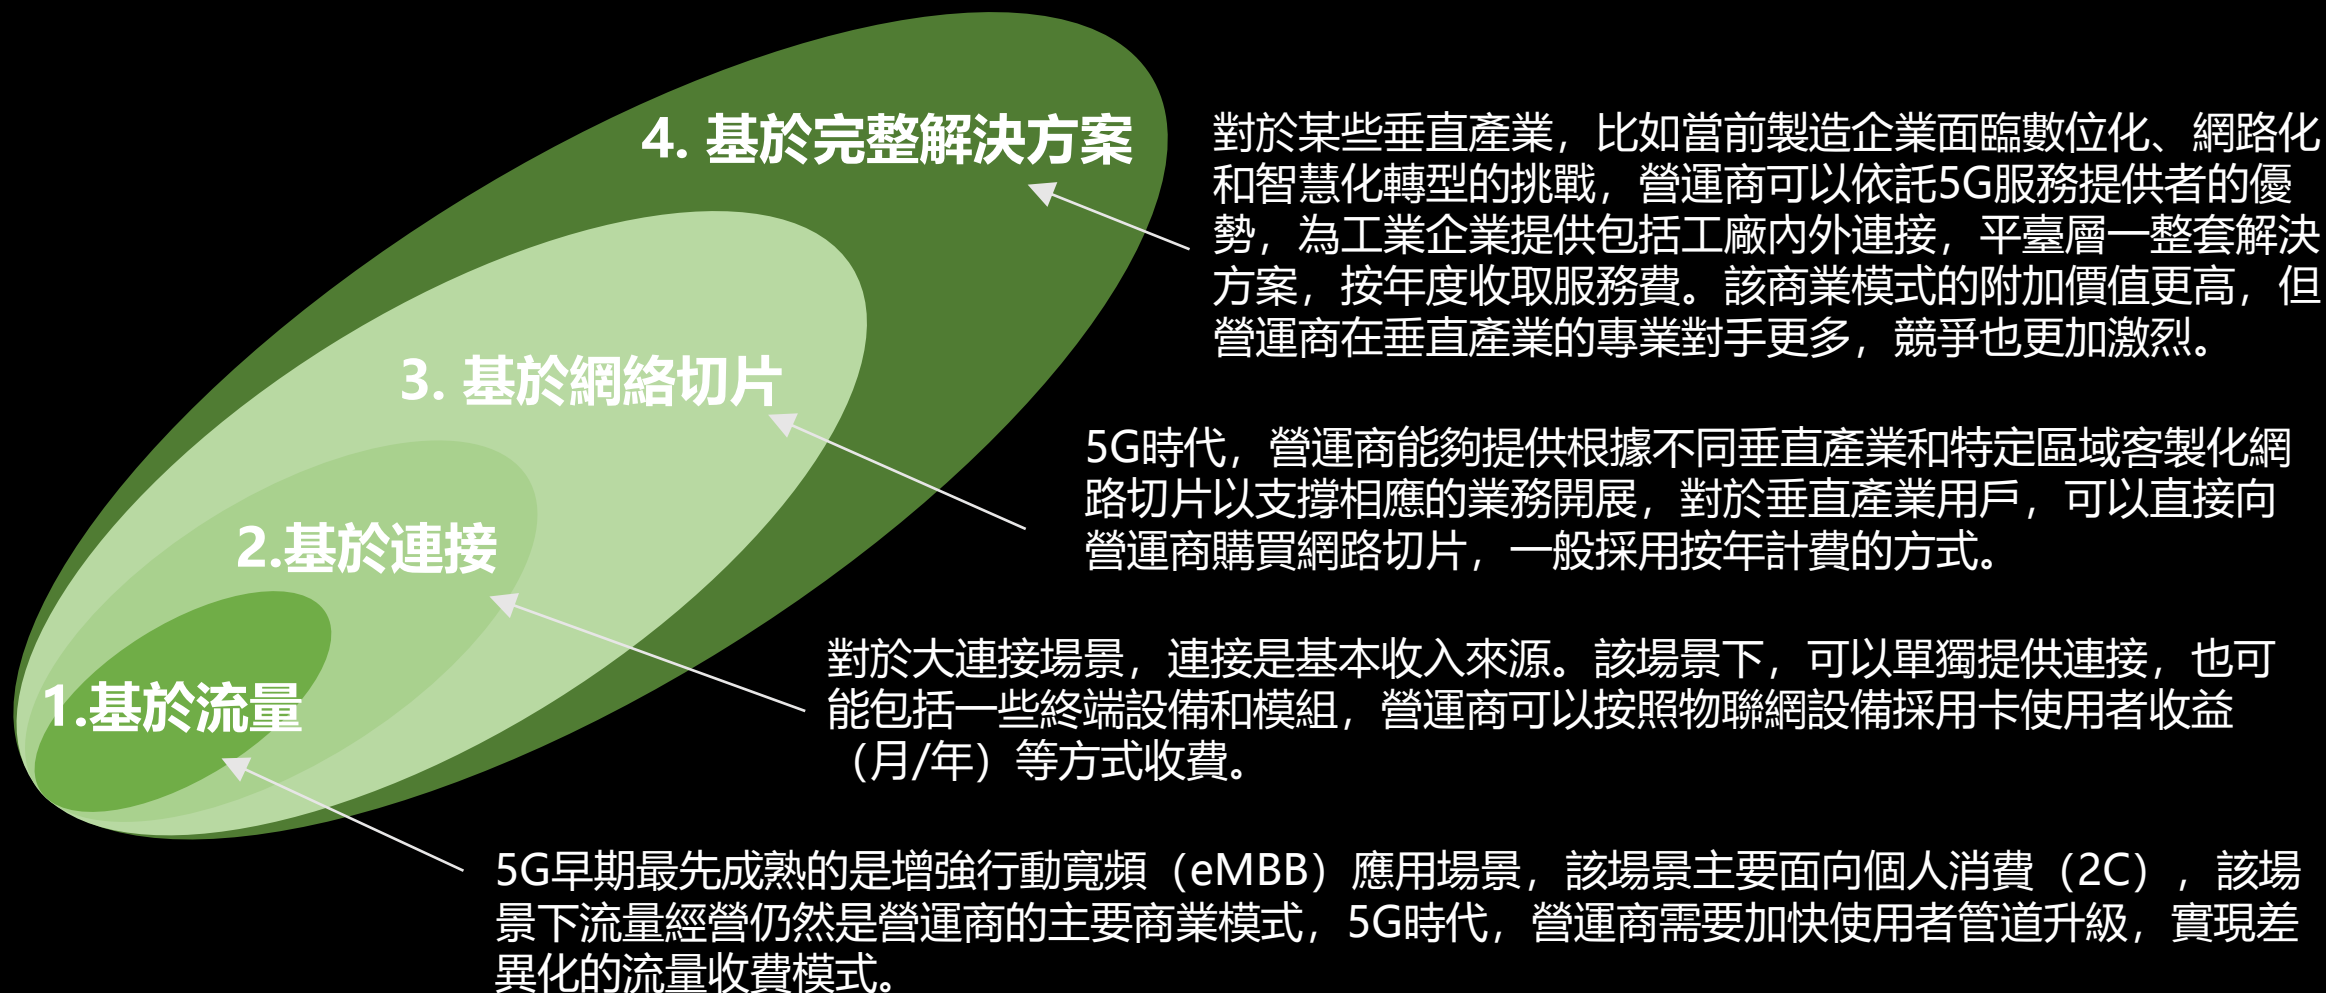 4. 基於完整解決方案
對於某些垂直產業，比如當前製造企業面臨數位化、網路化
和智慧化轉型的挑戰，營運商可以依託5G服務提供者的優
勢，為工業企業提供包括工廠內外連接，平臺層一整套解決
方案，按年度收取服務費。該商業模式的附加價值更高，但
營運商在垂直產業的專業對手更多，競爭也更加激烈。
3. 基於網絡切片
5G時代，營運商能夠提供根據不同垂直產業和特定區域客製化網
路切片以支撐相應的業務開展，對於垂直產業用戶，可以直接向
營運商購買網路切片，一般採用按年計費的方式。
2.基於連接
對於大連接場景，連接是基本收入來源。該場景下，可以單獨提供連接，也可
能包括一些終端設備和模組，營運商可以按照物聯網設備採用卡使用者收益
（月/年）等方式收費。
1.基於流量
5G早期最先成熟的是增強行動寬頻（eMBB）應用場景，該場景主要面向個人消費（2C），該場
景下流量經營仍然是營運商的主要商業模式，5G時代，營運商需要加快使用者管道升級，實現差
異化的流量收費模式。